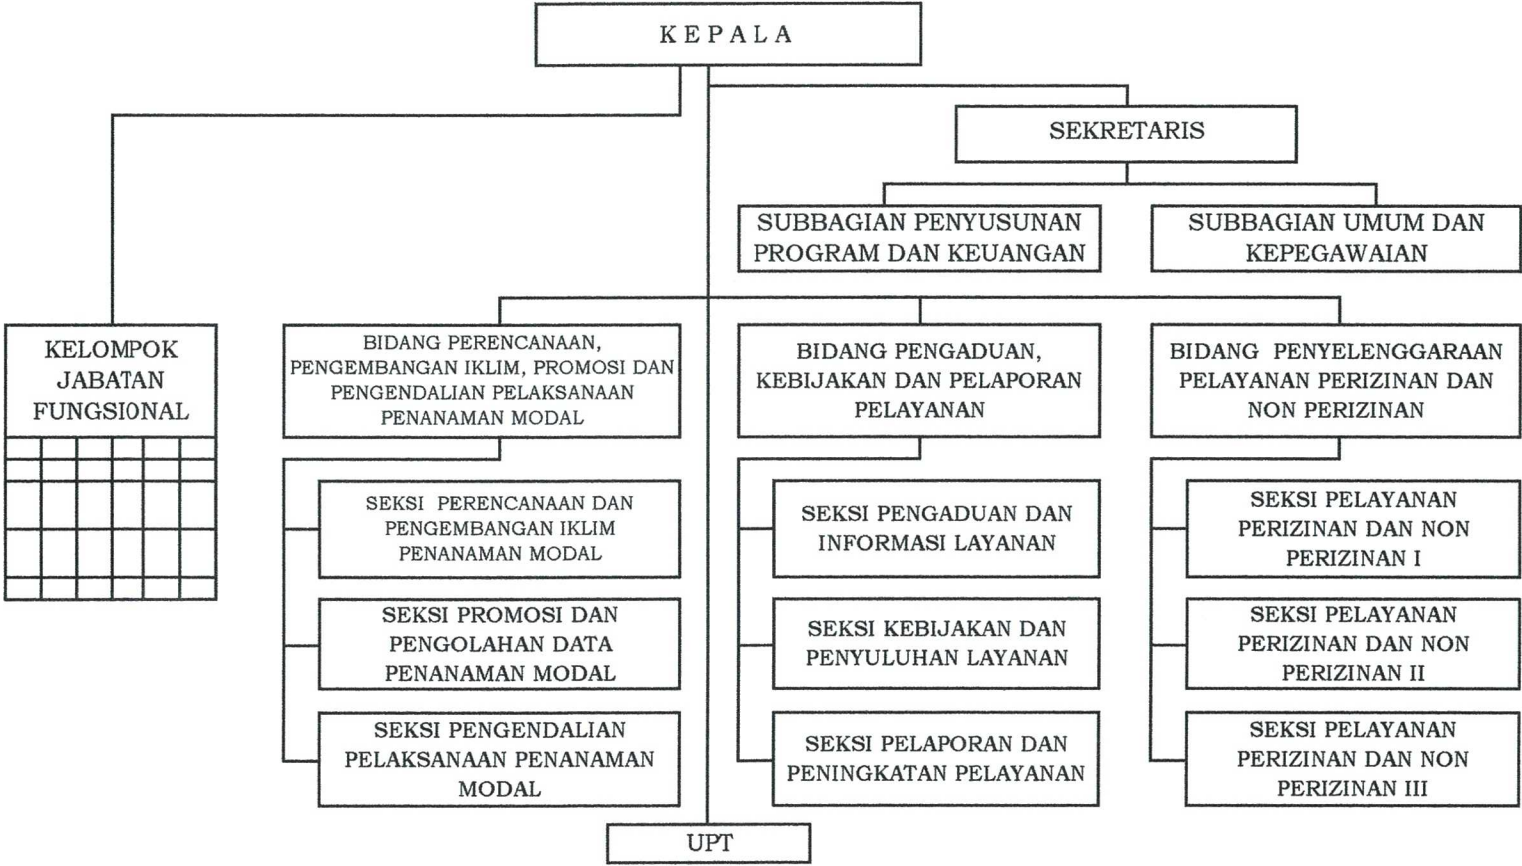 KEPALA
SEKRETARIS
SUBBAGIAN PENYUSUNAN
PROGRAM DAN KEUANGAN
SUBBAGIAN UMUM DAN
KEPEGAWAIAN
KELOMPOK
JABATAN
FUNGSIONAL
BIDANG PERENCANAAN,
PENGEMBANGAN IKLIM, PROMOSI DAN
PENGENDALIAN PELAKSANAAN
PENANAMAN MODAL
BIDANG PENGADUAN,
KEBIJAKAN DAN PELAPORAN
PELAYANAN
BIDANG PENYELENGGARAAN
PELAYANAN PERIZINAN DAN
NON PERIZINAN
SEKSI PERENCANAAN DAN
PENGEMBANGAN IKLIM
PENANAMAN MODAL
SEKSI PROMOSI DAN
PENGOLAHAN DATA
PENANAMAN MODAL
SEKSI PENGENDALIAN
PELAKSANAAN PENANAMAN
MODAL
SEKSI PENGADUAN DAN
INFORMASI LAYANAN
SEKSI KEBIJAKAN DAN
PENYULUHAN LAYANAN
SEKSI PELAPORAN DAN
PENINGKATAN PELAYANAN
SEKSI PELAYANAN
PERIZINAN DAN NON
PERIZINAN I
SEKSI PELAYANAN
PERIZINAN DAN NON
PERIZINAN II
SEKSI PELAYANAN
PERIZINAN DAN NON
PERIZINAN III
UPT